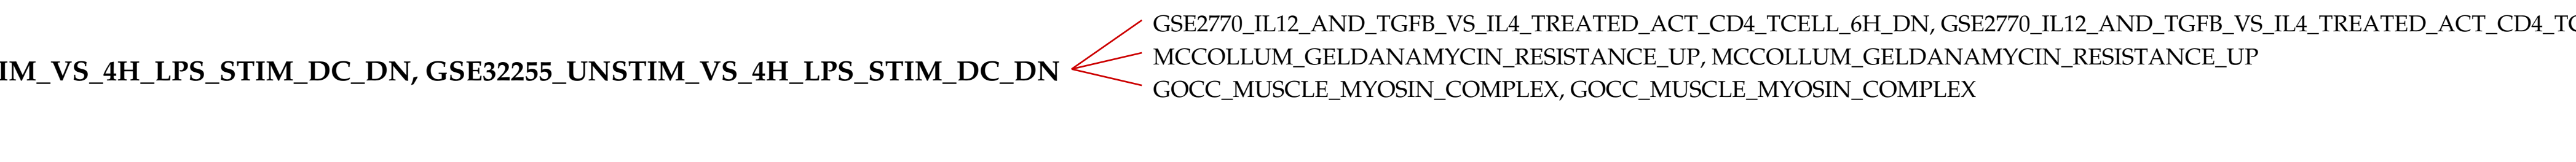 IM_VS_4H_LPS_STIM_DC_DN, GSE32255_UNSTIM_VS_4H_LPS_STIM_DC_DN
GSE2770_IL12_AND_TGFB_VS_IL4_TREATED_ACT_CD4_TCELL_6H_DN, GSE2770_IL12_AND_TGFB_VS_IL4_TREATED_ACT_CD4_TC
MCCOLLUM_GELDANAMYCIN_RESISTANCE_UP, MCCOLLUM_GELDANAMYCIN_RESISTANCE_UP
GOCC_MUSCLE_MYOSIN_COMPLEX, GOCC_MUSCLE_MYOSIN_COMPLEX